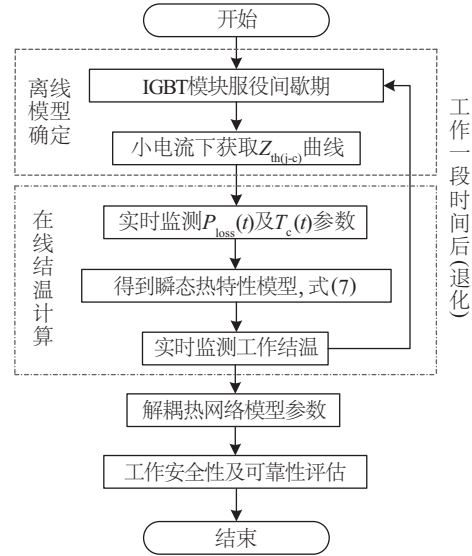 开始
离线
模型
确定
IGBT模块服役间歇期
小电流下获取Zth(j-c)曲线
工作一段时间后(退化)
在线结温计算
实时监测Ploss(t)及Tc(t)参数
得到瞬态热特性模型, 式(7)
实时监测工作结温
解耦热网络模型参数
工作安全性及可靠性评估
结束